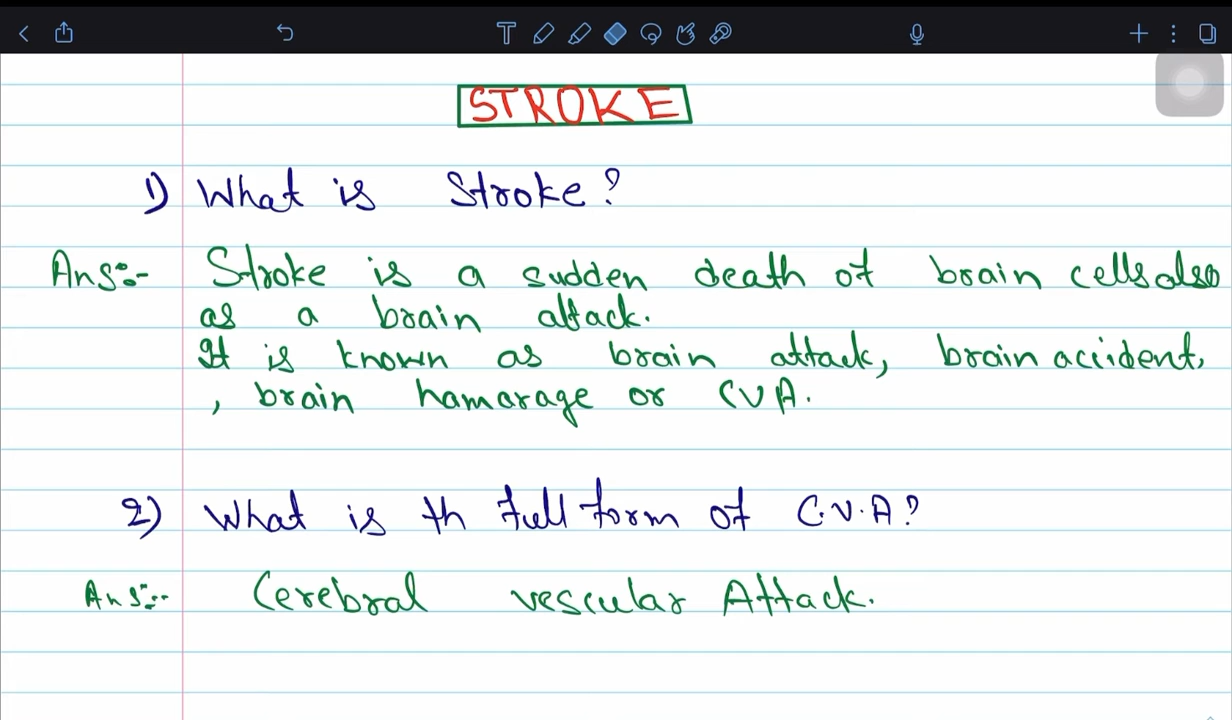 STROKE
1) What is Stroke?
Ans:- Stroke is a sudden death of brain cells also
as a brain attack.
It is known as brain attack, brain accident,
, brain hamarage or CVA.
2) What is th full form of C.V.A?
Ans:-- Cerebral vescular Attack.